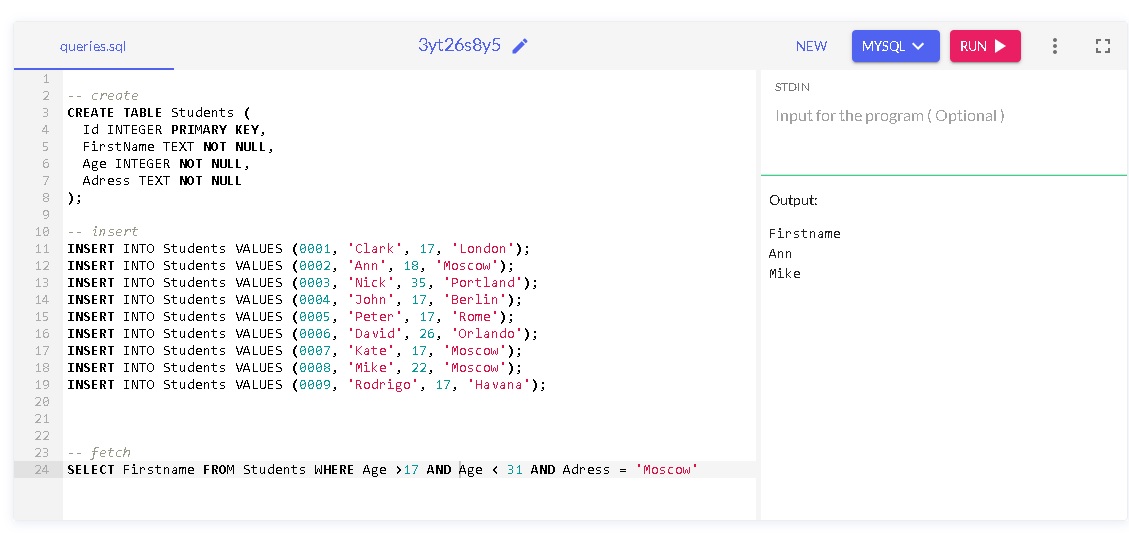 queries.sql
3yt26s8y5
NEW
MYSQL
RUN
1
2 -- create
3 CREATE TABLE Students (
4 Id INTEGER PRIMARY KEY,
5 FirstName TEXT NOT NULL,
6 Age INTEGER NOT NULL,
7 Adress TEXT NOT NULL
8 );
9
10 -- insert
11 INSERT INTO Students VALUES (0001, 'Clark', 17, 'London');
12 INSERT INTO Students VALUES (0002, 'Ann', 18, 'Moscow');
13 INSERT INTO Students VALUES (0003, 'Nick', 35, 'Portland');
14 INSERT INTO Students VALUES (0004, 'John', 17, 'Berlin');
15 INSERT INTO Students VALUES (0005, 'Peter', 17, 'Rome');
16 INSERT INTO Students VALUES (0006, 'David', 26, 'Orlando');
17 INSERT INTO Students VALUES (0007, 'Kate', 17, 'Moscow');
18 INSERT INTO Students VALUES (0008, 'Mike', 22, 'Moscow');
19 INSERT INTO Students VALUES (0009, 'Rodrigo', 17, 'Havana');
20
21
22
23 -- fetch
24 SELECT Firstname FROM Students WHERE Age >17 AND Age < 31 AND Adress = 'Moscow'
STDIN
Input for the program ( Optional )
Output:
Firstname
Ann
Mike